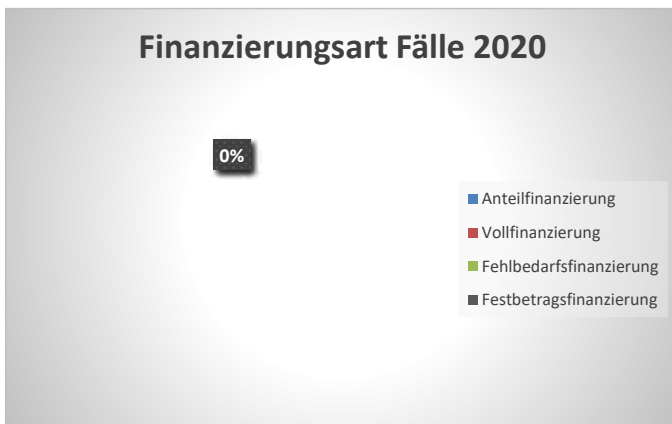 Finanzierungsart Fälle 2020
0%
Anteilfinanzierung
Vollfinanzierung
Fehlbedarfsfinanzierung
Festbetragsfinanzierung